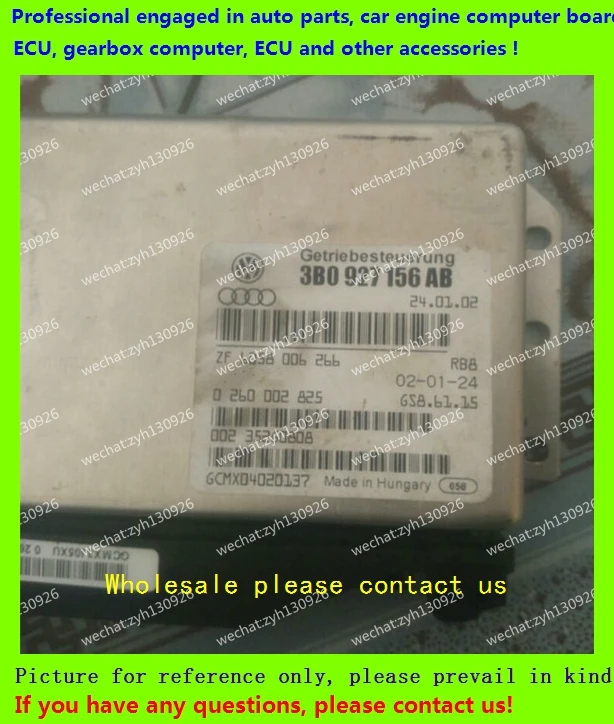 Professional engaged in auto parts, car engine computer boar
ECU, gearbox computer, ECU and other accessories !
wechat:zyh130926
Getriebesteuerung
3B0 927 156 AB
24.01.02
ZF 6058 006 266 RB8
02-01-24
0 260 002 825 GS8.61.15
002
GCMX04020137 Made in Hungary 656
Wholesale please contact us
Picture for reference only, please prevail in kind
If you have any questions, please contact us!